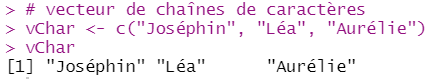 > # vecteur de chaînes de caractères
> vChar <- c("Joséphin", "Léa", "Aurélie")
> vChar
[1] "Joséphin" "Léa"      "Aurélie"